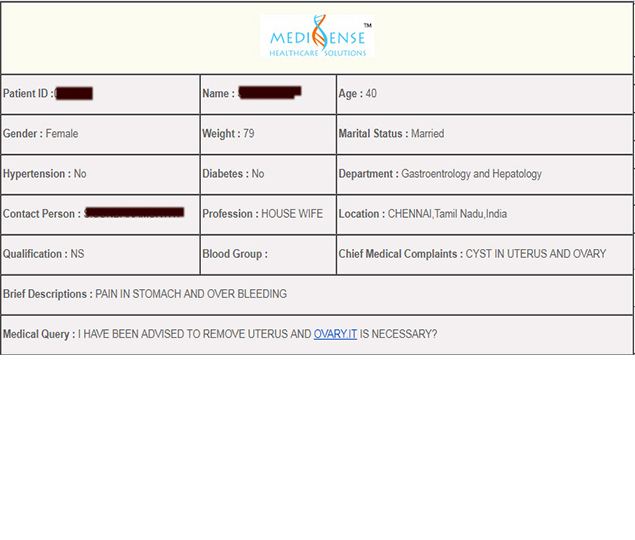 MEDISENSE™
HEALTHCARE SOLUTIONS
Patient ID : Name : Age : 40
Gender : Female Weight : 79 Marital Status : Married
Hypertension : No Diabetes : No Department : Gastroentrology and Hepatology
Contact Person : Profession : HOUSE WIFE Location : CHENNAI,Tamil Nadu,India
Qualification : NS Blood Group : Chief Medical Complaints : CYST IN UTERUS AND OVARY
Brief Descriptions : PAIN IN STOMACH AND OVER BLEEDING
Medical Query : I HAVE BEEN ADVISED TO REMOVE UTERUS AND OVARY.IT IS NECESSARY?